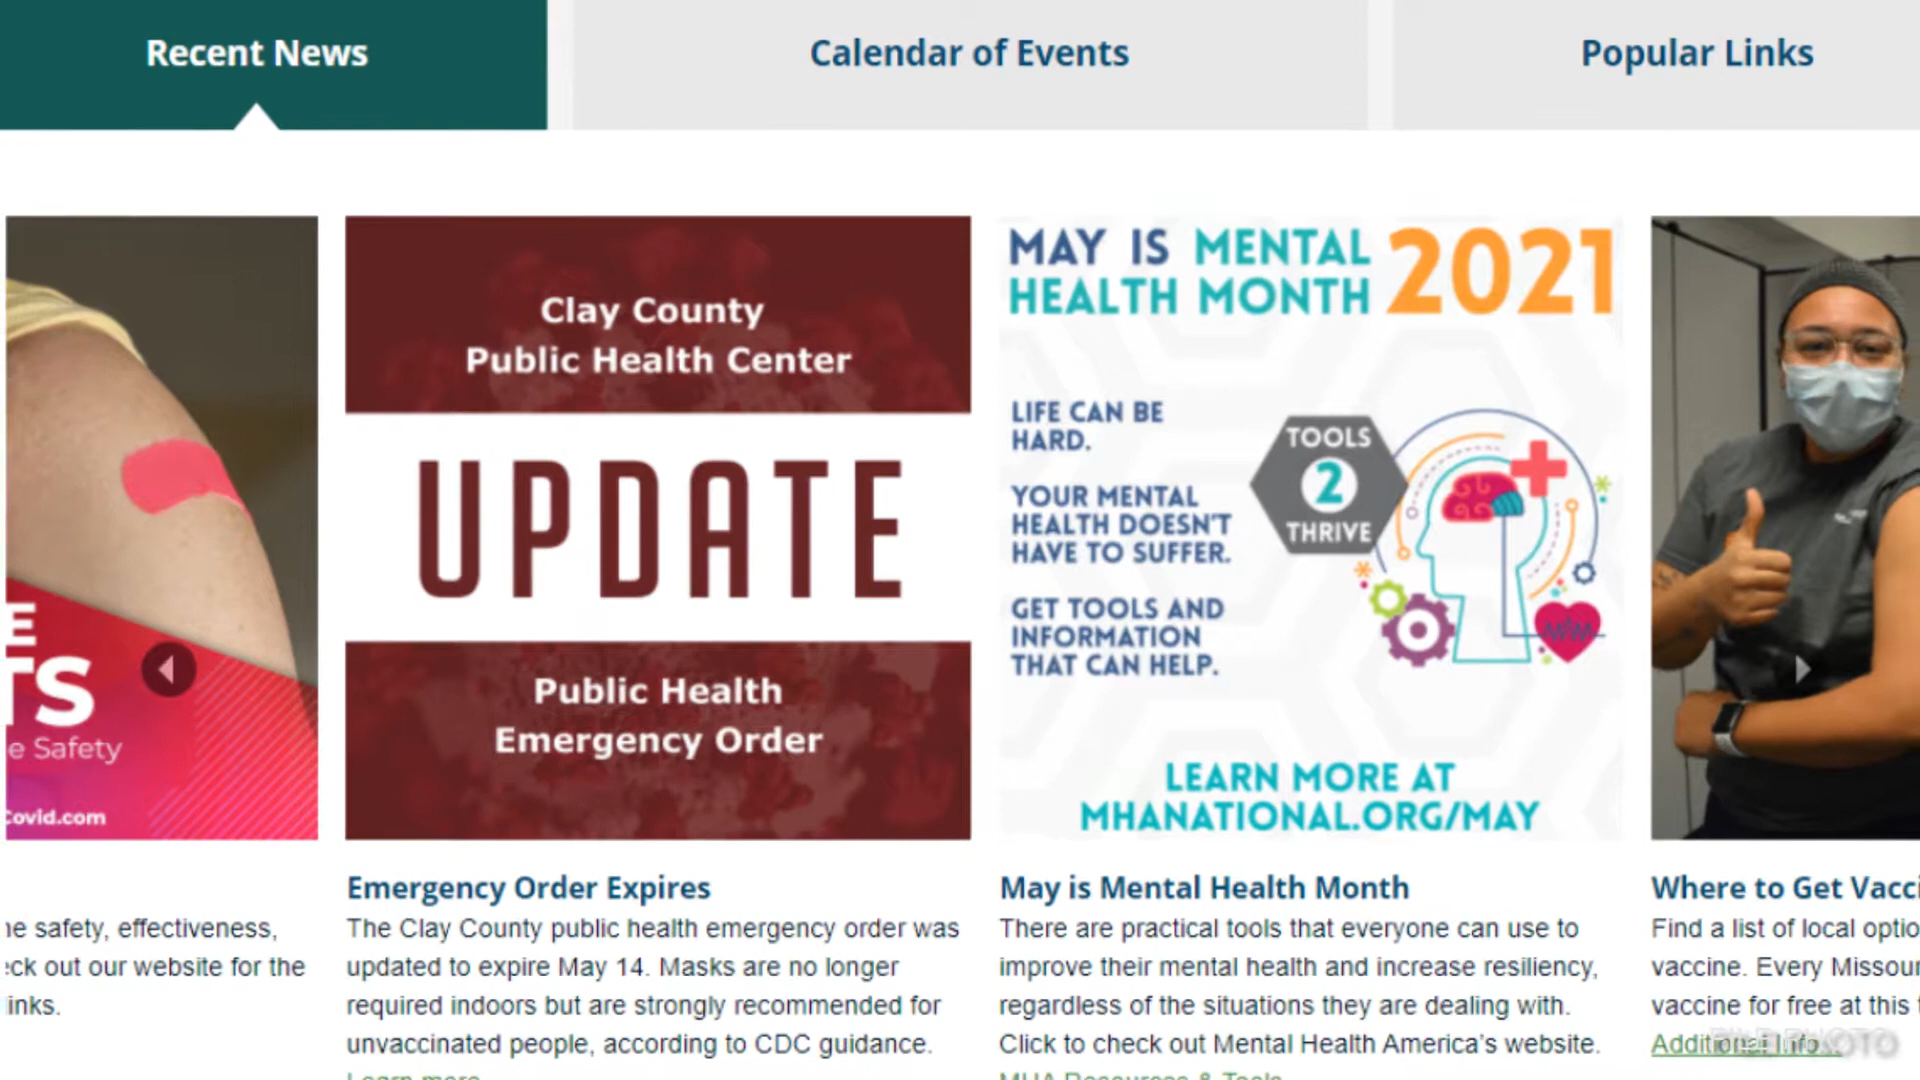 Recent News
Calendar of Events
Popular Links
E
TS
e Safety
Covid.com
Clay County
Public Health Center
UPDATE
Public Health
Emergency Order
MAY IS MENTAL
HEALTH MONTH
2021
LIFE CAN BE
HARD.
YOUR MENTAL
HEALTH DOESN'T
HAVE TO SUFFER.
GET TOOLS AND
INFORMATION
THAT CAN HELP.
TOOLS
2
THRIVE
LEARN MORE AT
MHANATIONAL.ORG/MAY
he safety, effectiveness,
eck out our website for the
links.
Emergency Order Expires
The Clay County public health emergency order was
updated to expire May 14. Masks are no longer
required indoors but are strongly recommended for
unvaccinated people, according to CDC guidance.
Learn more
May is Mental Health Month
There are practical tools that everyone can use to
improve their mental health and increase resiliency,
regardless of the situations they are dealing with.
Click to check out Mental Health America's website.
MHA Resources & Tools
Where to Get Vacci
Find a list of local optio
vaccine. Every Missour
vaccine for free at this
Additional Info...